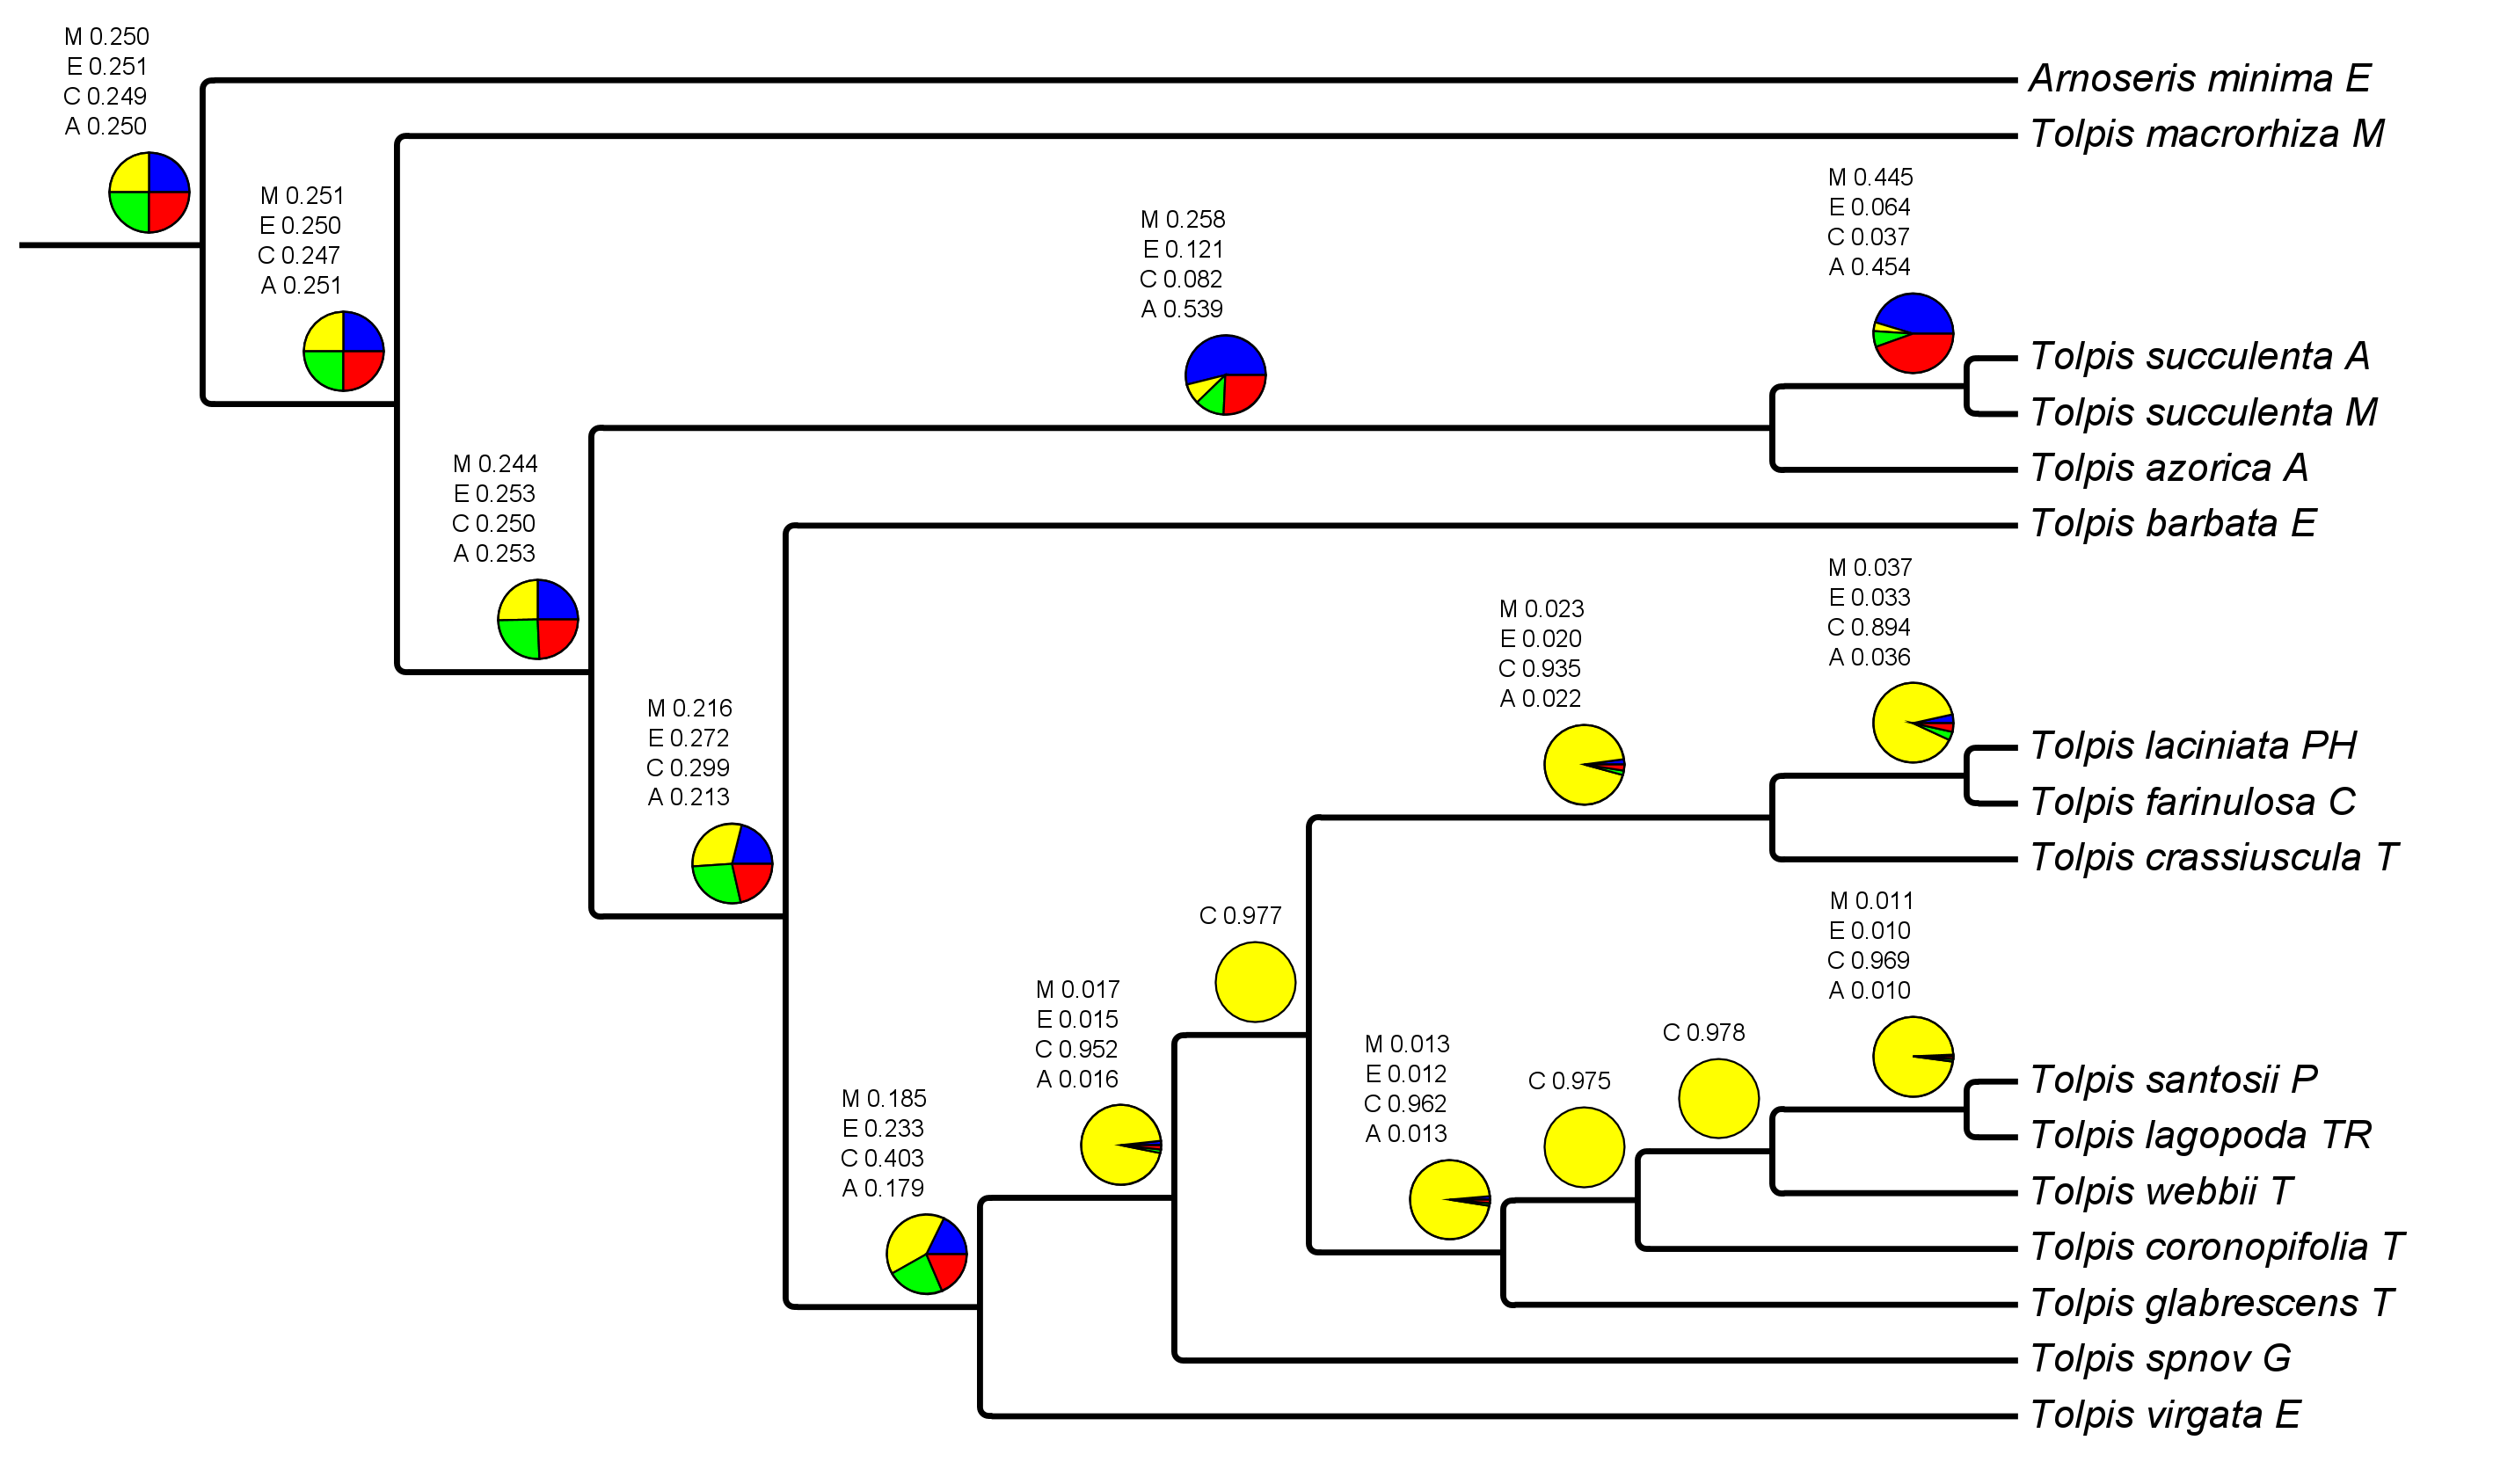 M 0.250
E 0.251
C 0.249
A 0.250
Arnoseris minima E
Tolpis macrorhiza M
M 0.251
E 0.250
C 0.247
A 0.251
M 0.258
E 0.121
C 0.082
A 0.539
M 0.445
E 0.064
C 0.037
A 0.454
Tolpis succulenta A
Tolpis succulenta M
Tolpis azorica A
M 0.244
E 0.253
C 0.250
A 0.253
Tolpis barbata E
M 0.216
E 0.272
C 0.299
A 0.213
M 0.023
E 0.020
C 0.935
A 0.022
M 0.037
E 0.033
C 0.894
A 0.036
Tolpis laciniata PH
Tolpis farinulosa C
Tolpis crassiuscula T
C 0.977
M 0.017
E 0.015
C 0.952
A 0.016
M 0.013
E 0.012
C 0.962
A 0.013
C 0.975
C 0.978
M 0.011
E 0.010
C 0.969
A 0.010
Tolpis santosii P
Tolpis lagopoda TR
Tolpis webbii T
M 0.185
E 0.233
C 0.403
A 0.179
Tolpis coronopifolia T
Tolpis glabrescens T
Tolpis spnov G
Tolpis virgata E